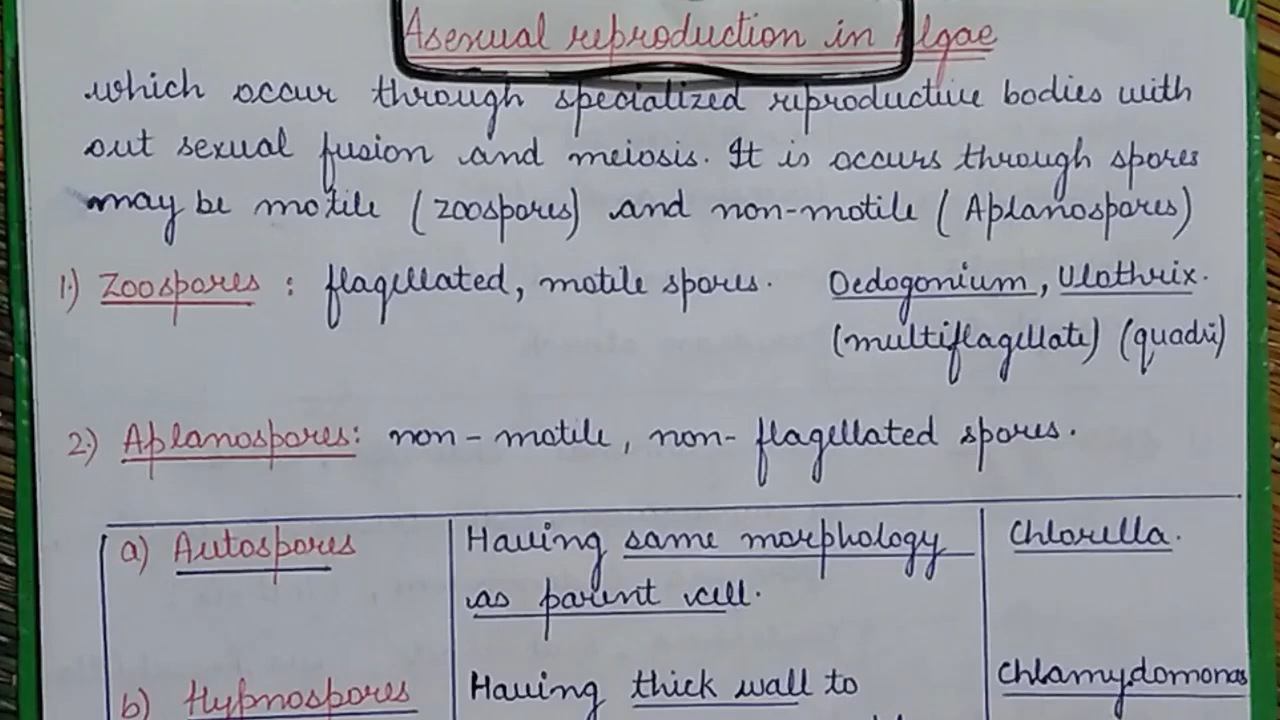 Asexual reproduction in Algae
which occur through specialized reproductive bodies with
out sexual fusion and meiosis. It is occurs through spores
may be motile (zoospores) and non-motile (Aplanospores)
1.) Zoospores : flagellated, motile spores. Oedogonium, Ulothrix.
(multiflagellate) (quadri)
2.) Aplanospores: non-motile, non-flagellated spores.
a) Autospores Having same morphology Chlorella.
as parent cell.
b) Hypnospores Having thick wall to Chlamydomonas